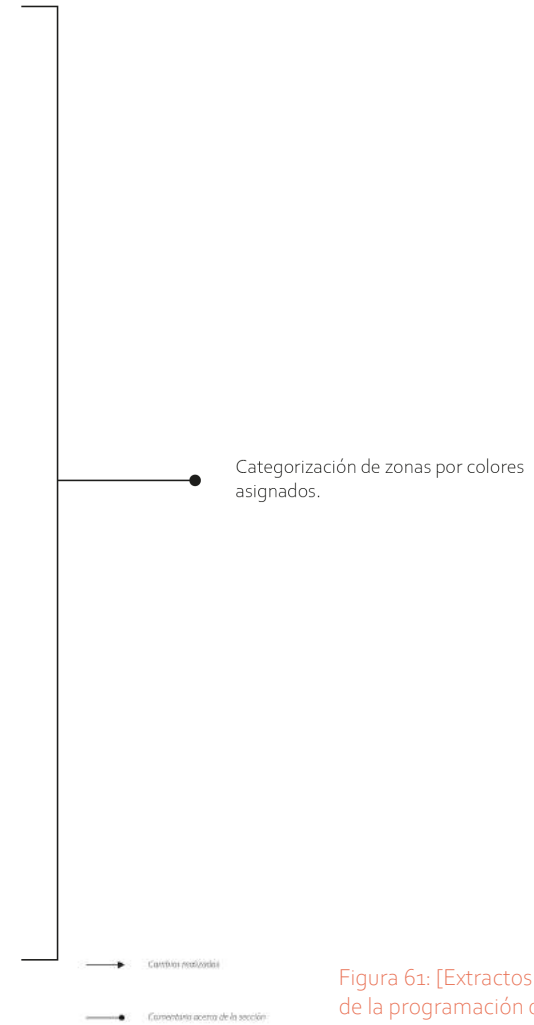 Categorización de zonas por colores
asignados.
Cambios realizados
Comentario acerca de la sección
Figura 61: [Extractos
de la programación